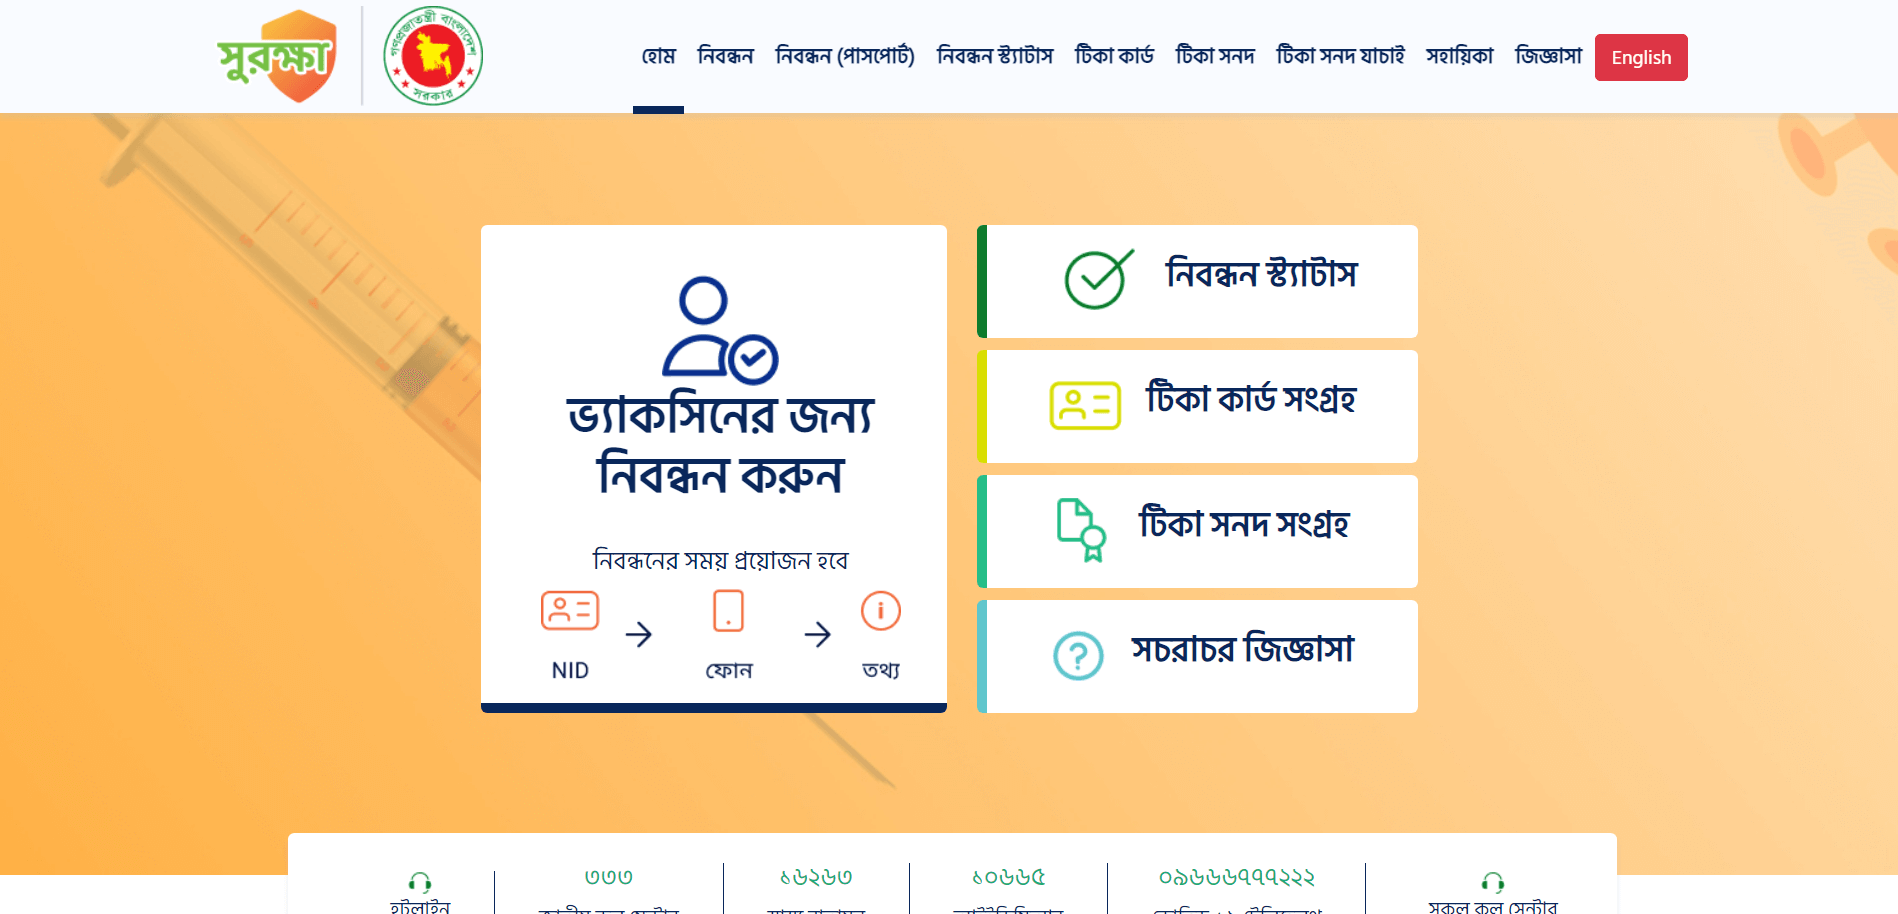 সুরক্ষা
গণপ্রজাতন্ত্রী বাংলাদেশ
সরকার
হোম নিবন্ধন নিবন্ধন (পাসপোর্ট) নিবন্ধন স্ট্যাটাস টিকা কার্ড টিকা সনদ টিকা সনদ যাচাই সহায়িকা জিজ্ঞাসা English
ভ্যাকসিনের জন্য
নিবন্ধন করুন
নিবন্ধনের সময় প্রয়োজন হবে
NID ফোন তথ্য
নিবন্ধন স্ট্যাটাস
টিকা কার্ড সংগ্রহ
টিকা সনদ সংগ্রহ
সচরাচর জিজ্ঞাসা
৩৩৩ ১৬২৬৩ ১০৬৬৫ ০৯৬৬৬৭৭৭২২২
হটলাইন সকল কল সেন্টার